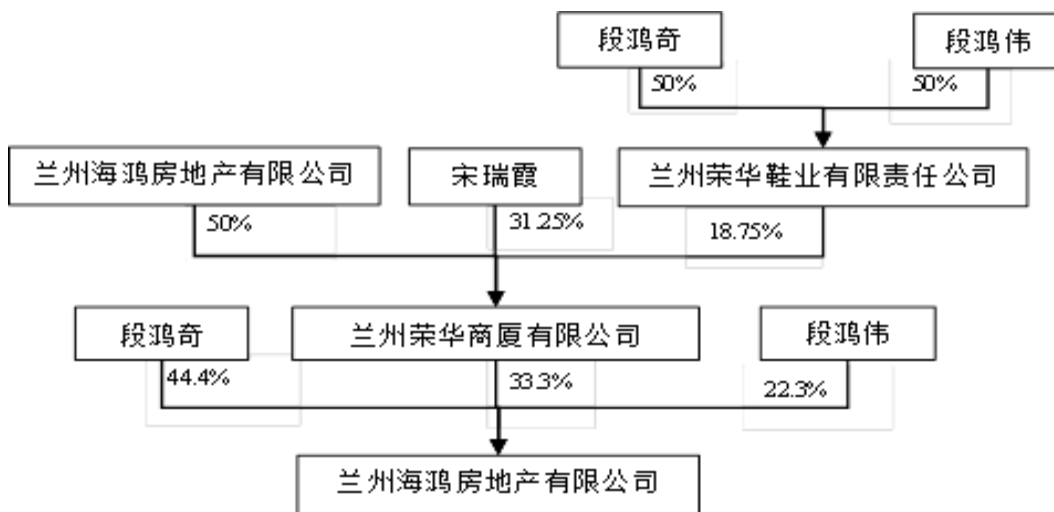 段鸿奇
段鸿伟
50%
50%
兰州海鸿房地产有限公司
宋瑞霞
兰州荣华鞋业有限责任公司
50%
31.25%
18.75%
段鸿奇
兰州荣华商厦有限公司
段鸿伟
44.4%
33.3%
22.3%
兰州海鸿房地产有限公司